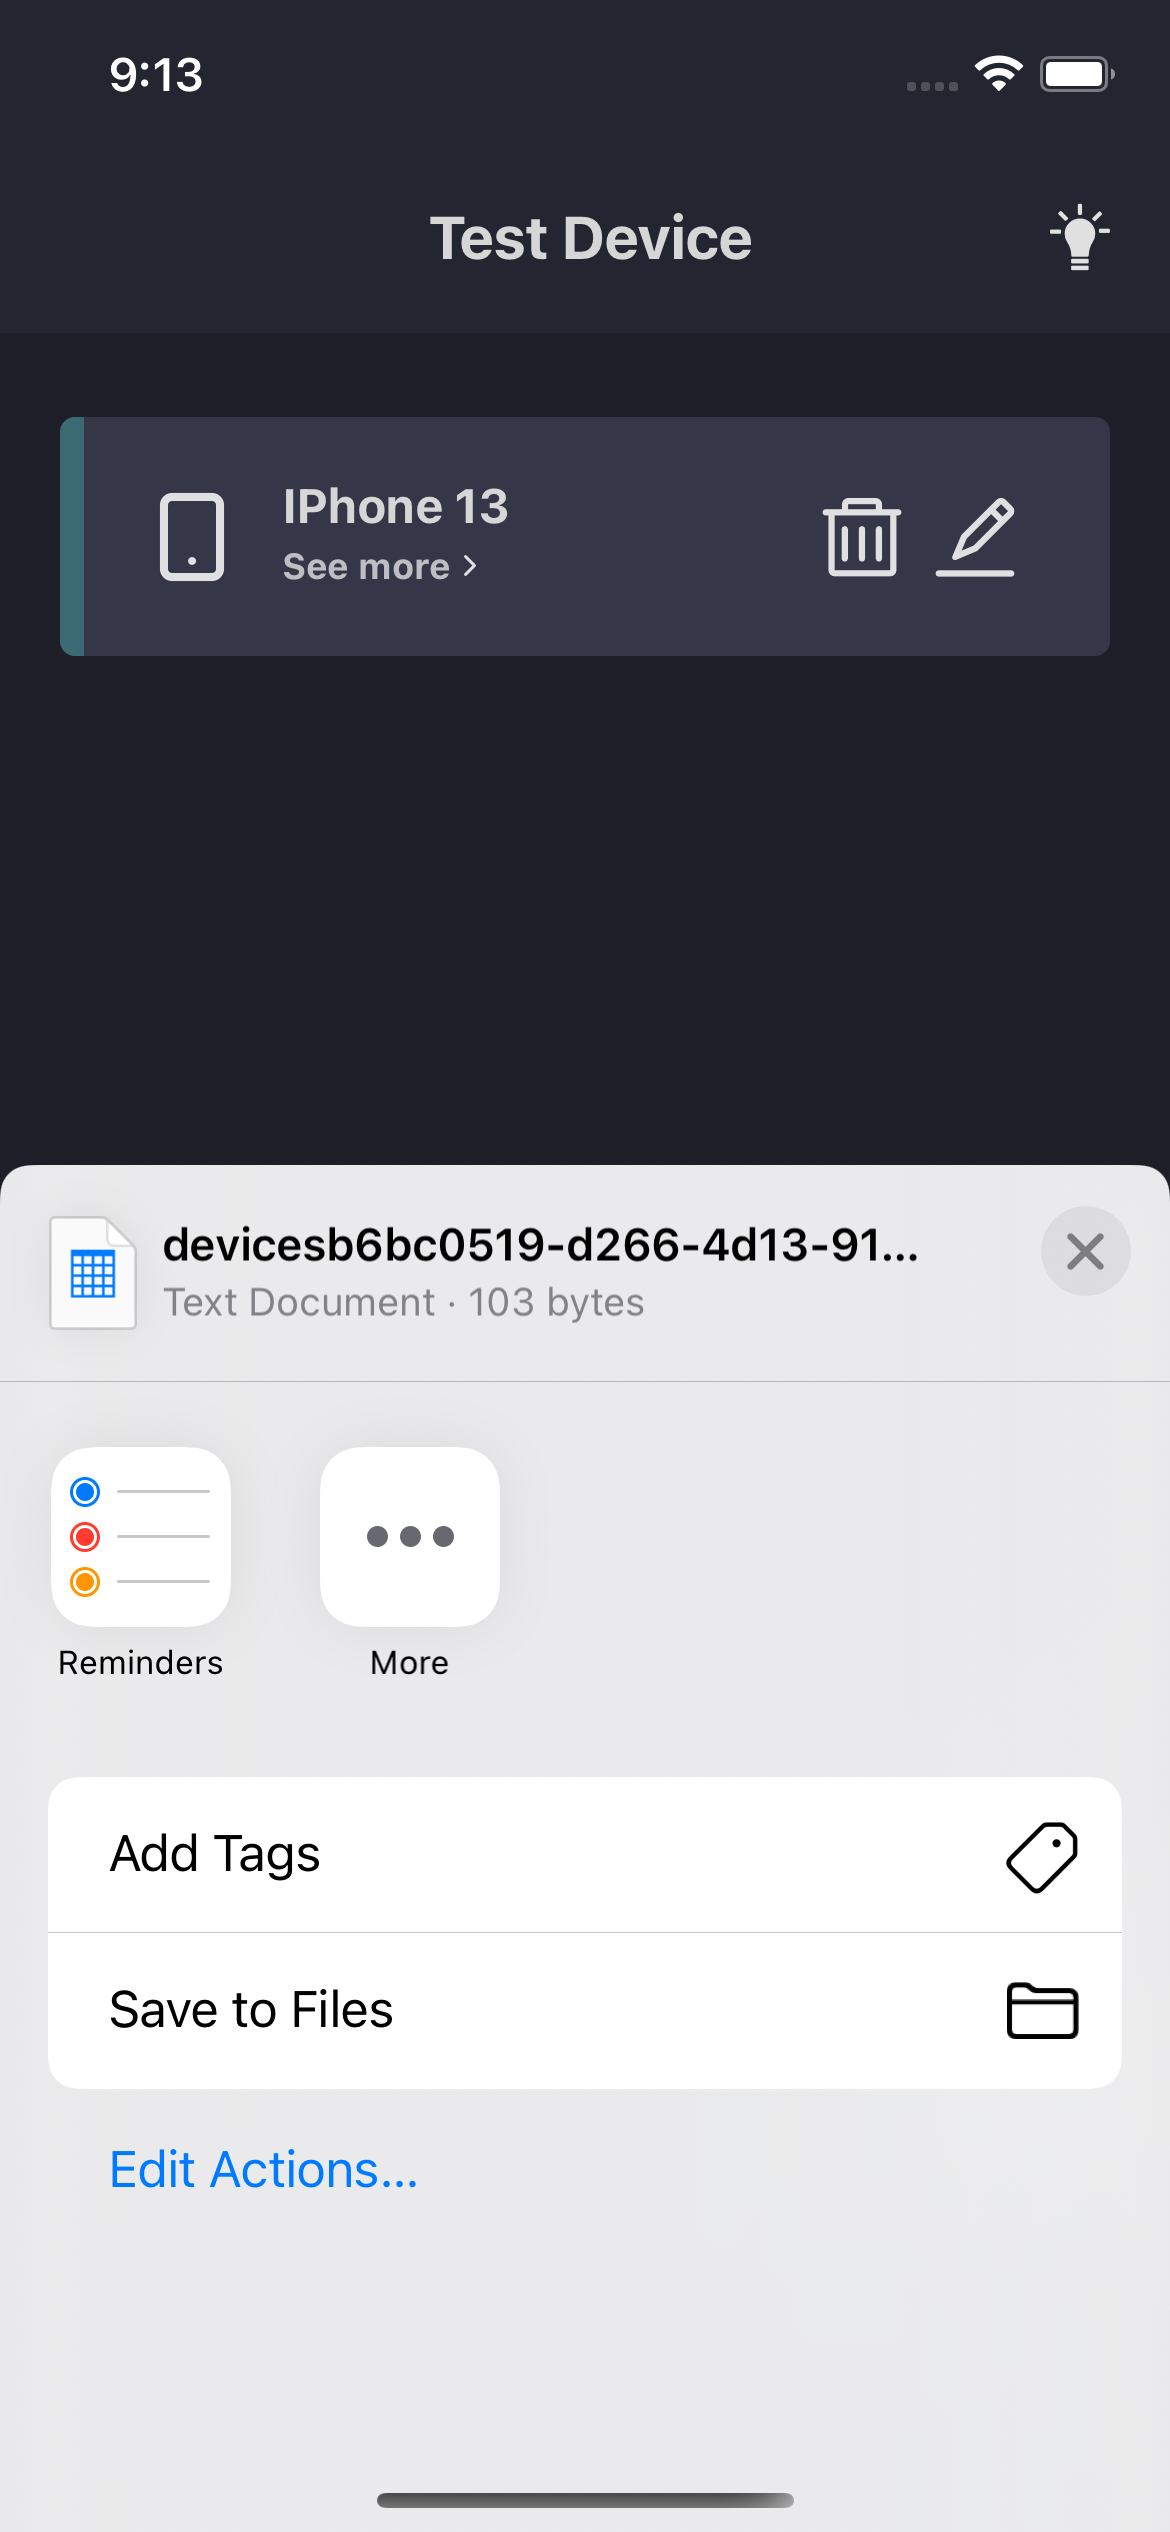 9:13
Test Device
IPhone 13
See more >
devicesb6bc0519-d266-4d13-91...
Text Document · 103 bytes
Reminders
More
Add Tags
Save to Files
Edit Actions...